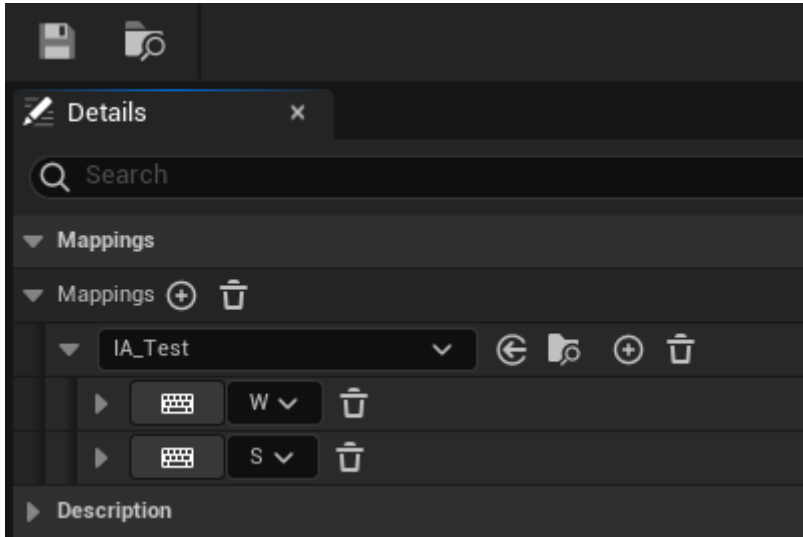 Details
Search
Mappings
Mappings
IA_Test
W
S
Description